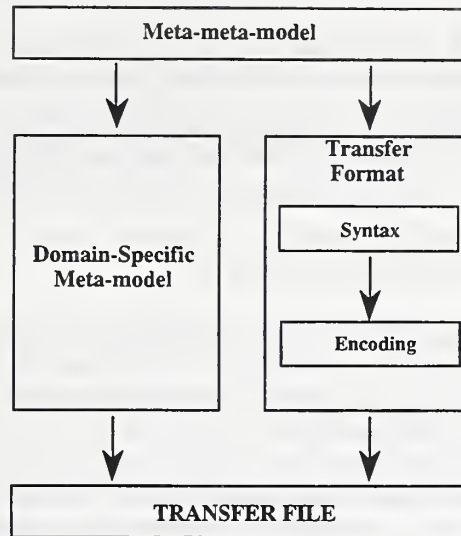 Meta-meta-model
Domain-Specific
Meta-model
Transfer
Format
Syntax
Encoding
TRANSFER FILE